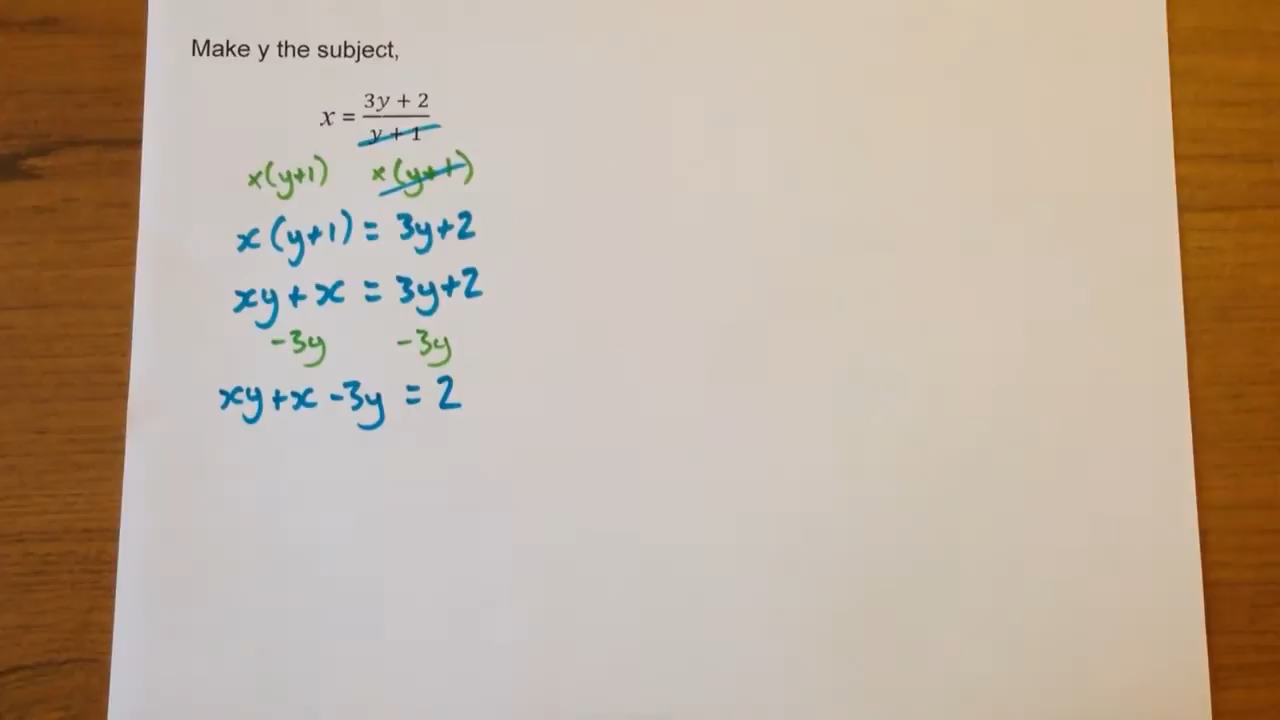 Make y the subject,
x = (3y + 2)/(y + 1)
x(y+1) x(y+1)
x(y+1) = 3y+2
xy+x = 3y+2
-3y -3y
xy+x-3y = 2